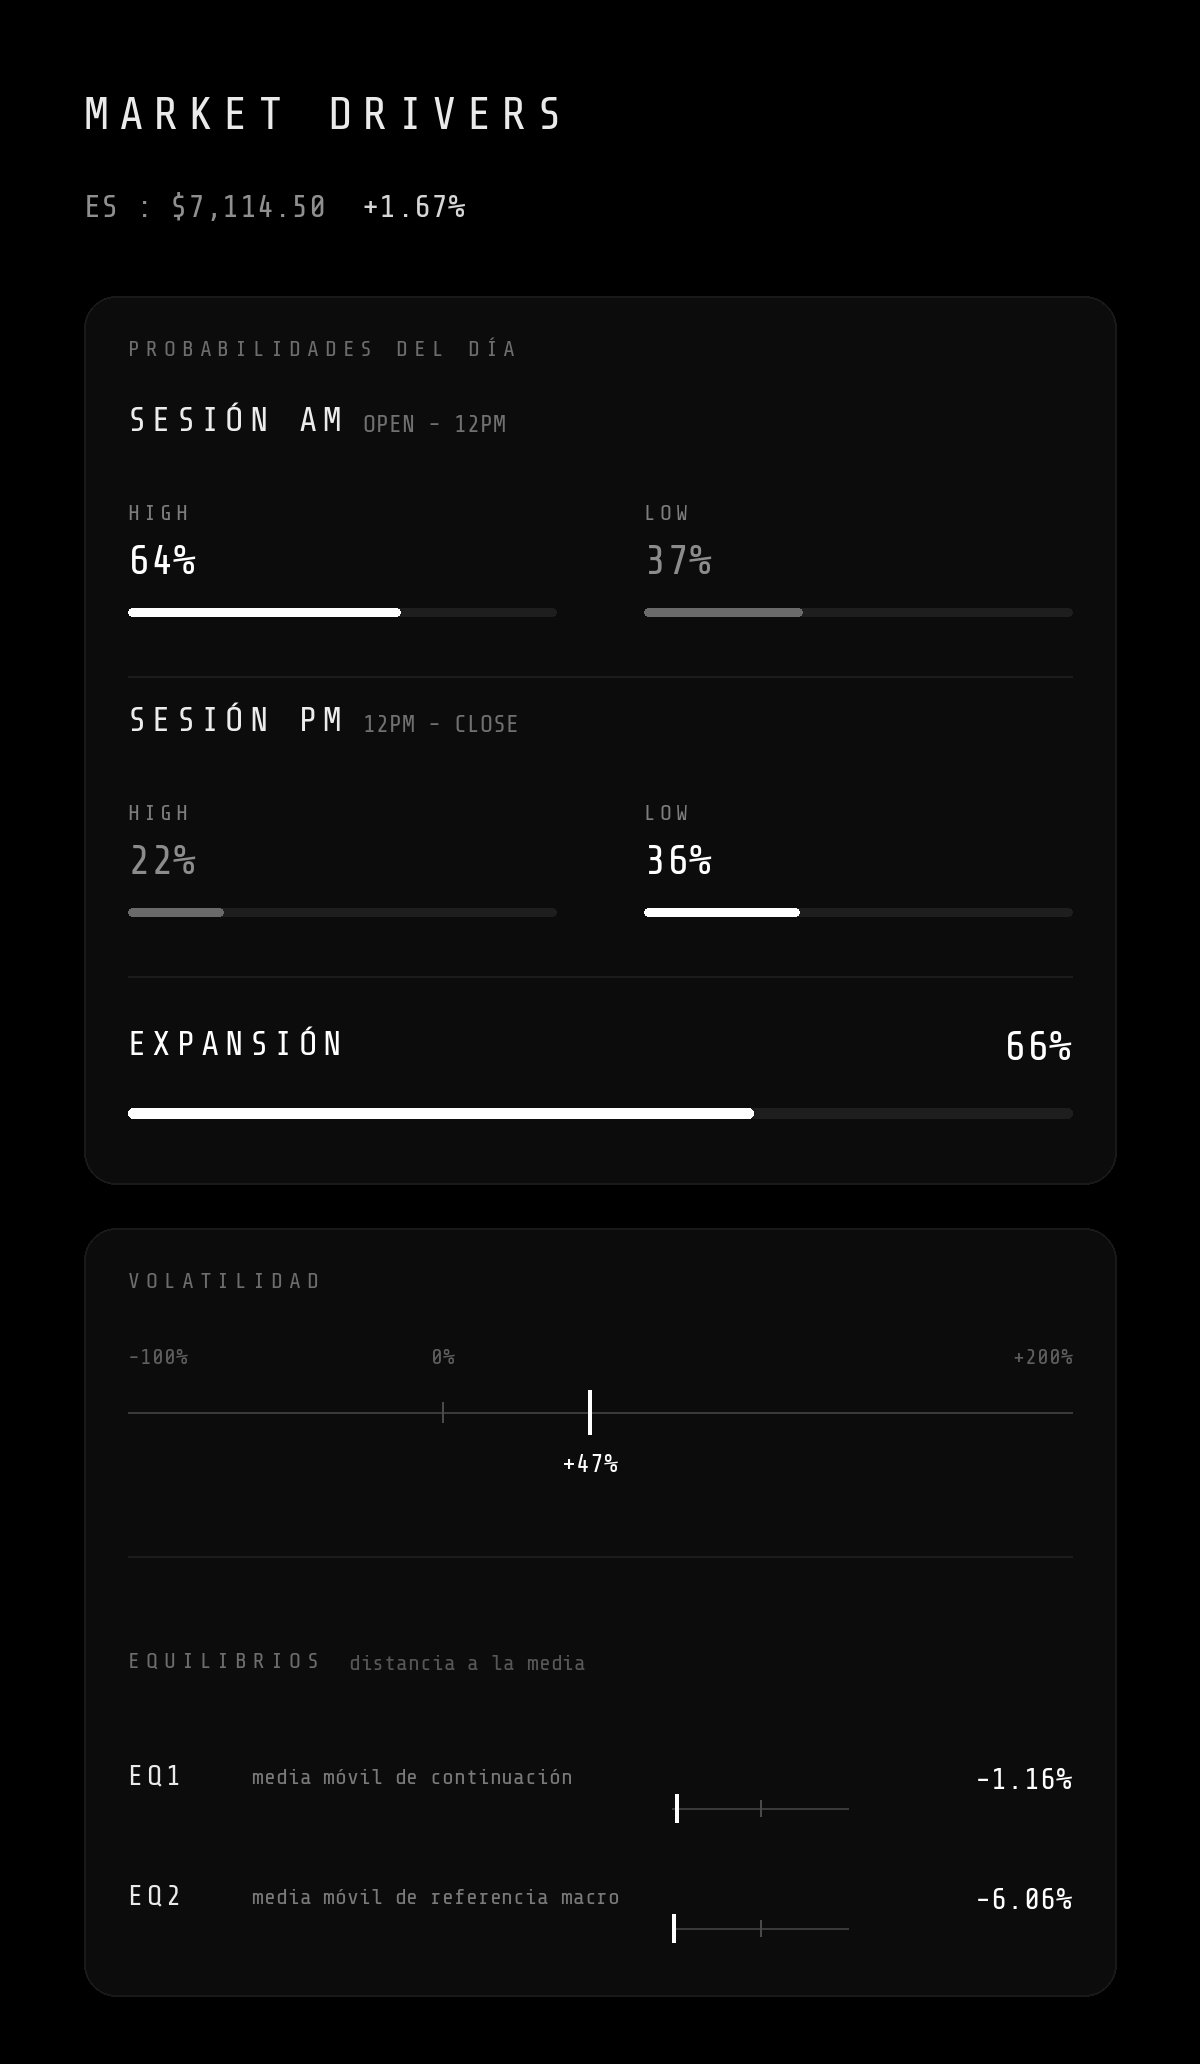 MARKET DRIVERS
ES : $7,114.50 +1.67%
PROBABILIDADES DEL DÍA
SESIÓN AM OPEN – 12PM
HIGH LOW
64% 37%
SESIÓN PM 12PM – CLOSE
HIGH LOW
22% 36%
EXPANSIÓN 66%
VOLATILIDAD
-100% 0% +200%
+47%
EQUILIBRIOS distancia a la media
EQ1 media móvil de continuación -1.16%
EQ2 media móvil de referencia macro -6.06%